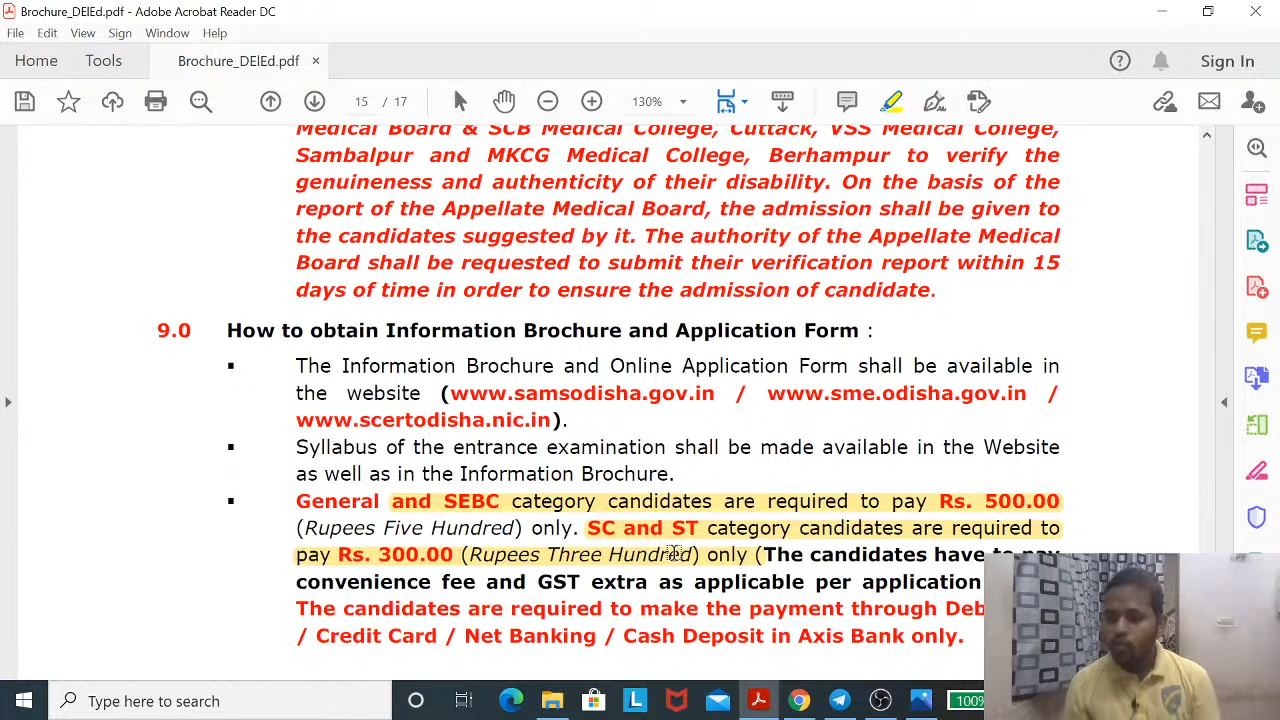 Brochure_DElEd.pdf - Adobe Acrobat Reader DC
File Edit View Sign Window Help
Home Tools Brochure_DElEd.pdf × Sign In
15 / 17 130%
Medical Board & SCB Medical College, Cuttack, VSS Medical College,
Sambalpur and MKCG Medical College, Berhampur to verify the
genuineness and authenticity of their disability. On the basis of the
report of the Appellate Medical Board, the admission shall be given to
the candidates suggested by it. The authority of the Appellate Medical
Board shall be requested to submit their verification report within 15
days of time in order to ensure the admission of candidate.
9.0 How to obtain Information Brochure and Application Form :
▪ The Information Brochure and Online Application Form shall be available in
the website (www.samsodisha.gov.in / www.sme.odisha.gov.in /
www.scertodisha.nic.in).
▪ Syllabus of the entrance examination shall be made available in the Website
as well as in the Information Brochure.
▪ General and SEBC category candidates are required to pay Rs. 500.00
(Rupees Five Hundred) only. SC and ST category candidates are required to
pay Rs. 300.00 (Rupees Three Hundred) only (The candidates have to pay
convenience fee and GST extra as applicable per application
The candidates are required to make the payment through Deb
/ Credit Card / Net Banking / Cash Deposit in Axis Bank only.
Type here to search
100%